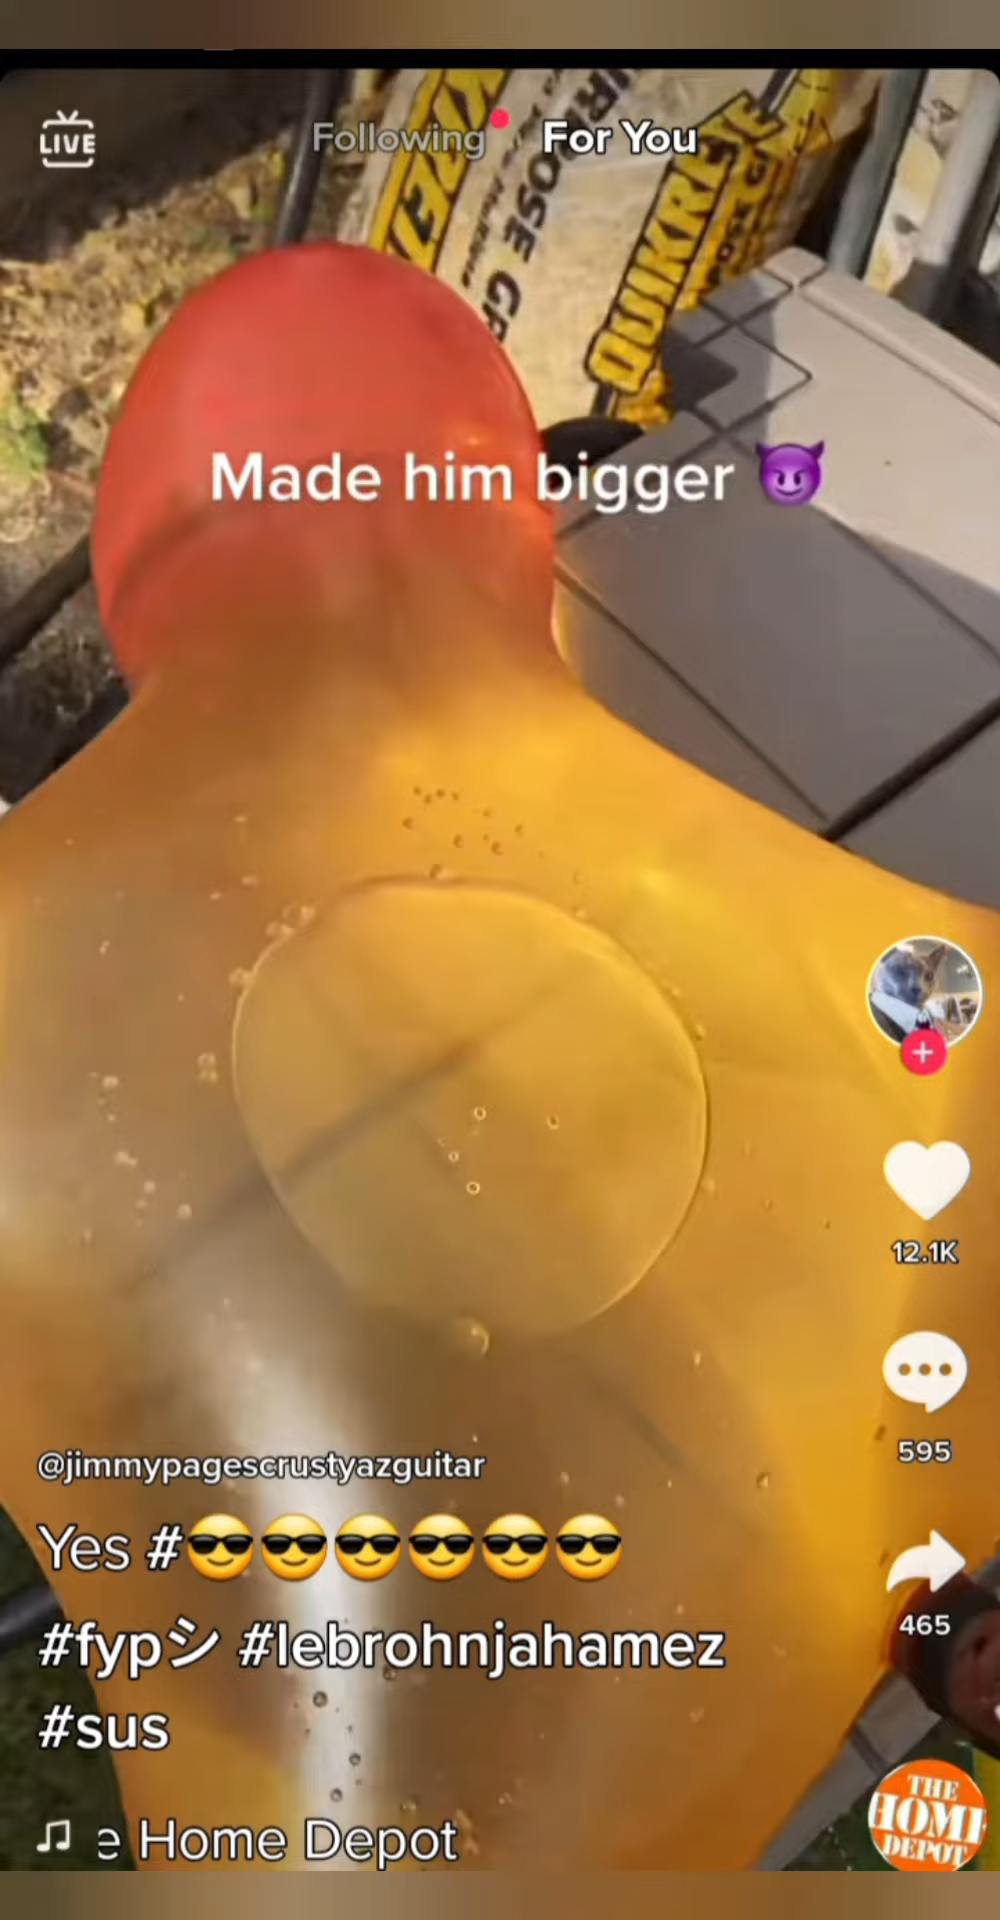 LIVE
Following
For You
QUIKRETE
Made him bigger 😈
12.1K
595
@jimmypagescrustyazguitar
Yes #😎😎😎😎😎😎
465
#fypシ #lebrohnjahamez
#sus
e Home Depot
THE
HOME
DEPOT